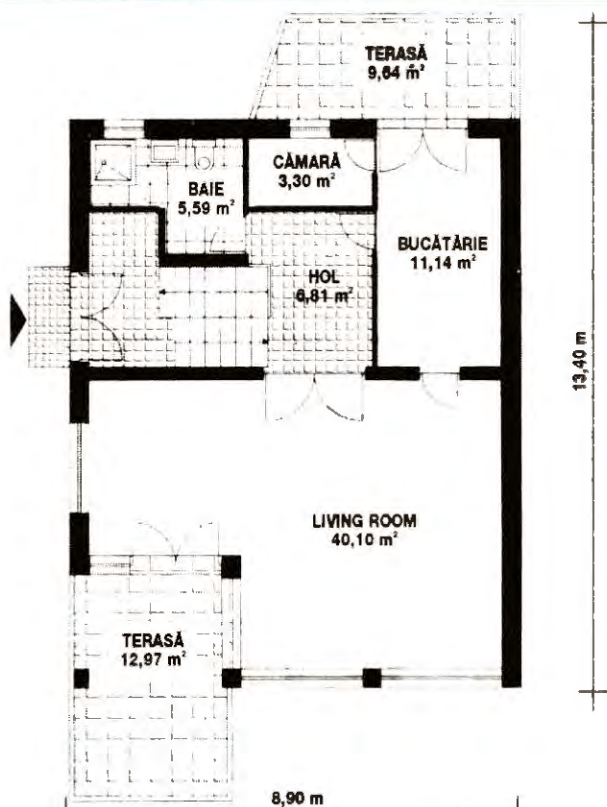 TERASĂ
9,64 m²
CĂMARĂ
3,30 m²
BAIE
5,59 m²
BUCĂTĂRIE
11,14 m²
HOL
6,81 m²
13,40 m
LIVING ROOM
40,10 m²
TERASĂ
12,97 m²
8,90 m